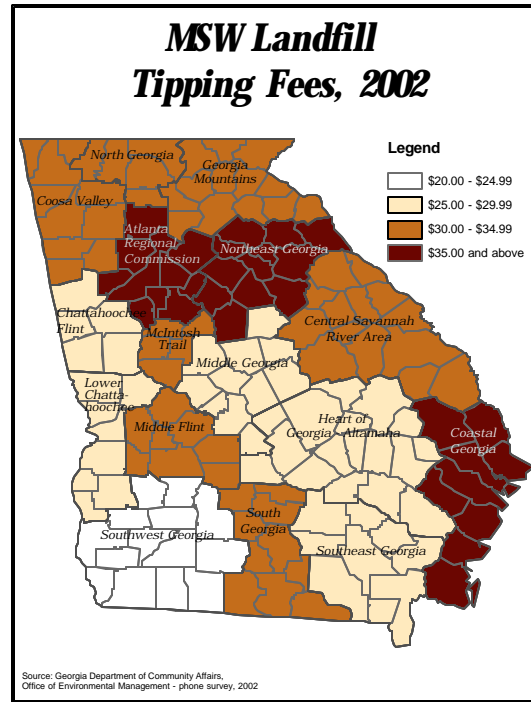 MSW Landfill
Tipping Fees, 2002
Legend
$20.00 - $24.99
$25.00 - $29.99
$30.00 - $34.99
$35.00 and above
North Georgia
Georgia
Mountains
Coosa Valley
Atlanta
Regional
Commission
Northeast Georgia
Chattahoochee
Flint
McIntosh
Trail
Central Savannah
River Area
Middle Georgia
Lower
Chatta-
hoochee
Middle Flint
Heart of
Georgia Altamaha
Coastal
Georgia
South
Georgia
Southwest Georgia
Southeast Georgia
Source: Georgia Department of Community Affairs,
Office of Environmental Management - phone survey, 2002